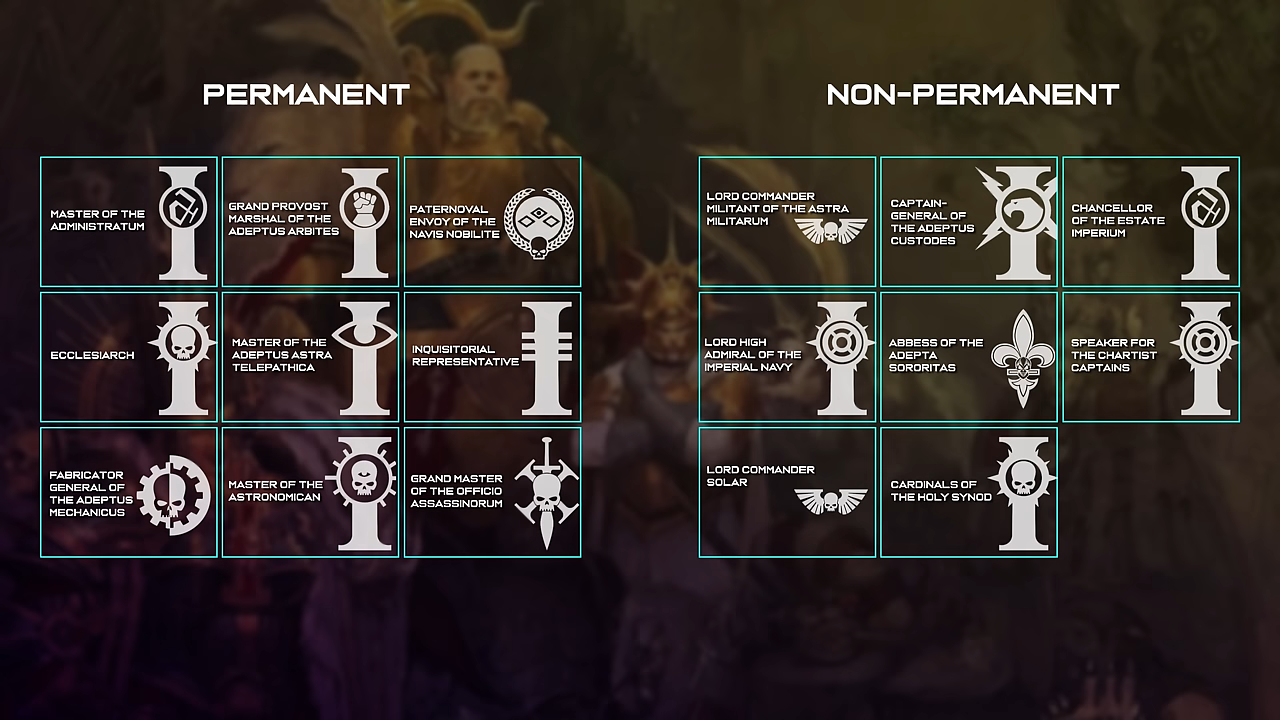 PERMANENT
MASTER OF THE
ADMINISTRATUM
GRAND PROVOST
MARSHAL OF THE
ADEPTUS ARBITES
PATERNOVAL
ENVOY OF THE
NAVIS NOBILITE
ECCLESIARCH
MASTER OF THE
ADEPTUS ASTRA
TELEPATHICA
INQUISITORIAL
REPRESENTATIVE
FABRICATOR
GENERAL OF
THE ADEPTUS
MECHANICUS
MASTER OF THE
ASTRONOMICAN
GRAND MASTER
OF THE OFFICIO
ASSASSINORUM
NON-PERMANENT
LORD COMMANDER
MILITANT OF THE ASTRA
MILITARUM
CAPTAIN-
GENERAL OF
THE ADEPTUS
CUSTODES
CHANCELLOR
OF THE ESTATE
IMPERIUM
LORD HIGH
ADMIRAL OF THE
IMPERIAL NAVY
ABBESS OF THE
ADEPTA
SORORITAS
SPEAKER FOR
THE CHARTIST
CAPTAINS
LORD COMMANDER
SOLAR
CARDINALS OF
THE HOLY SYNOD